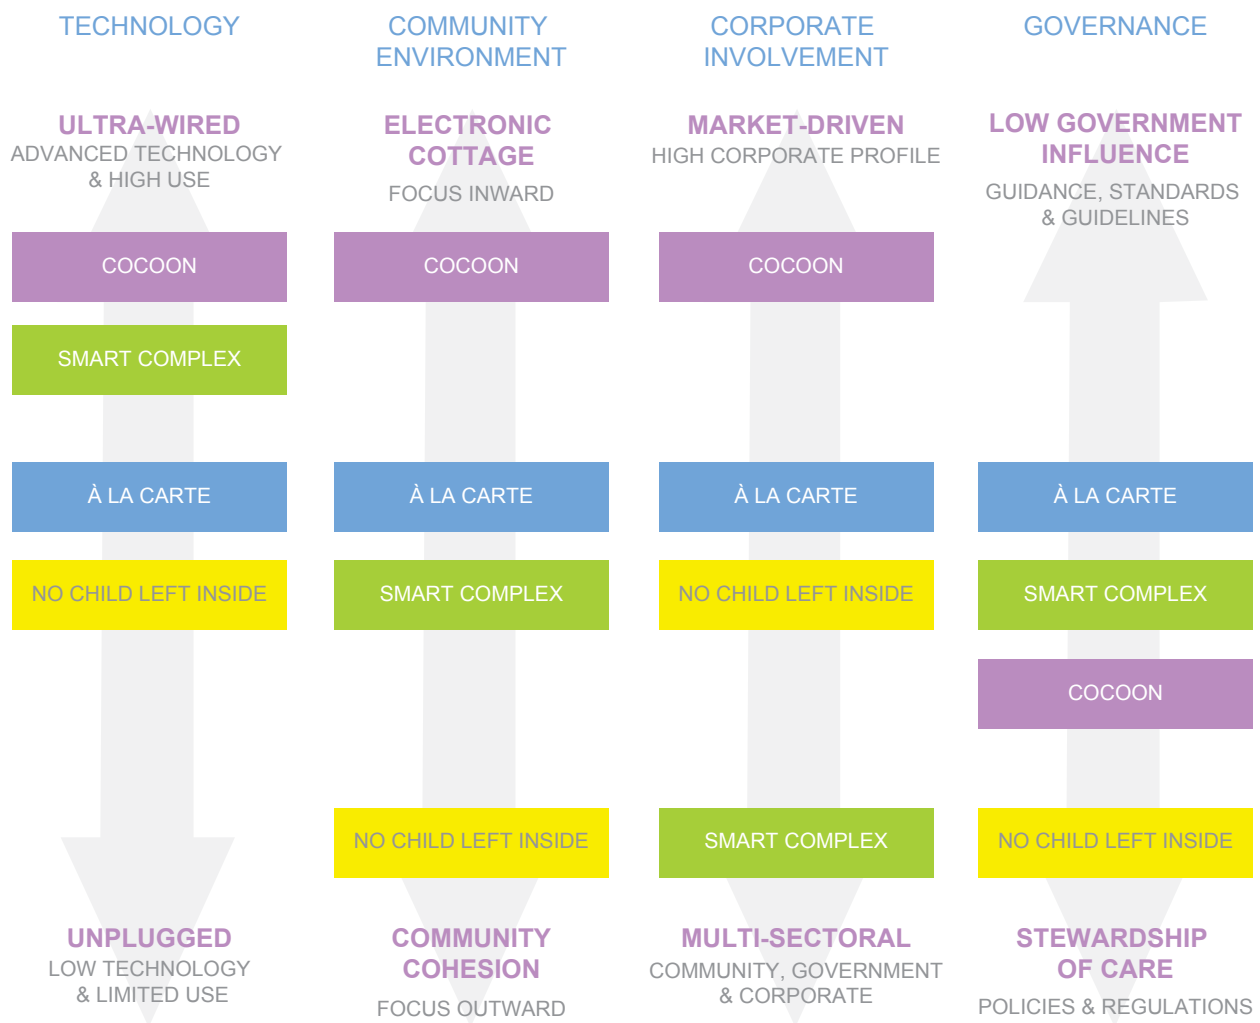 TECHNOLOGY
COMMUNITY
ENVIRONMENT
CORPORATE
INVOLVEMENT
GOVERNANCE
ULTRA-WIRED
ADVANCED TECHNOLOGY
& HIGH USE
ELECTRONIC
COTTAGE
FOCUS INWARD
MARKET-DRIVEN
HIGH CORPORATE PROFILE
LOW GOVERNMENT
INFLUENCE
GUIDANCE, STANDARDS
& GUIDELINES
COCOON
COCOON
COCOON
SMART COMPLEX
À LA CARTE
À LA CARTE
À LA CARTE
À LA CARTE
NO CHILD LEFT INSIDE
SMART COMPLEX
NO CHILD LEFT INSIDE
SMART COMPLEX
COCOON
NO CHILD LEFT INSIDE
SMART COMPLEX
NO CHILD LEFT INSIDE
UNPLUGGED
LOW TECHNOLOGY
& LIMITED USE
COMMUNITY
COHESION
FOCUS OUTWARD
MULTI-SECTORAL
COMMUNITY, GOVERNMENT
& CORPORATE
STEWARDSHIP
OF CARE
POLICIES & REGULATIONS